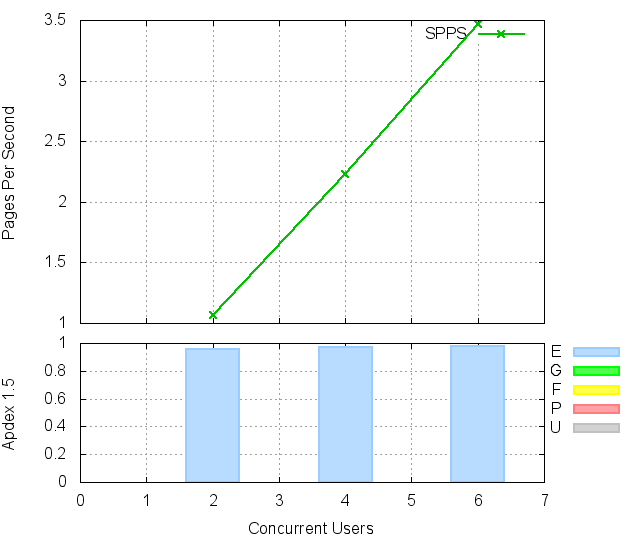 3.5
3
2.5
2
1.5
1
Pages Per Second
SPPS
1
0.8
0.6
0.4
0.2
0
Apdex 1.5
E
G
F
P
U
0 1 2 3 4 5 6 7
Concurrent Users